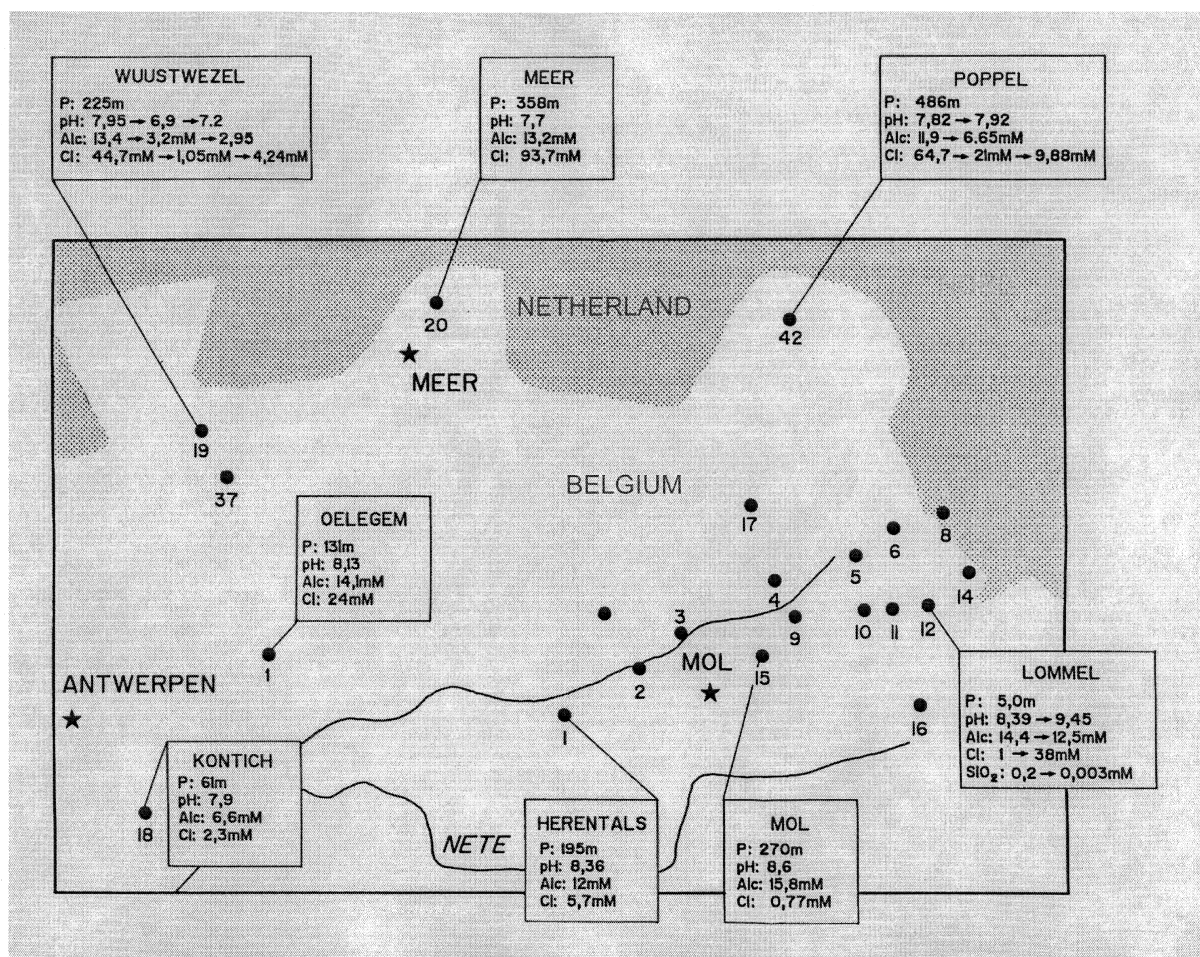 WUUSTWEZEL
P: 225m
pH: 7,95 → 6,9 → 7.2
Alc: 13,4 → 3,2mM → 2,95
Cl: 44,7mM → 1,05mM → 4,24mM
MEER
P: 358m
pH: 7,7
Alc: 13,2mM
Cl: 93,7mM
POPPEL
P: 486m
pH: 7,82 → 7,92
Alc: 11,9 → 6.65mM
Cl: 64,7 → 21mM → 9,88mM
NETHERLAND
20
42
MEER
19
37
BELGIUM
OELEGEM
P: 131m
pH: 8,13
Alc: 14,1mM
Cl: 24mM
17
6
8
5
4
14
3
9
10
11
12
1
MOL
2
15
ANTWERPEN
1
16
LOMMEL
P: 5,0m
pH: 8,39 → 9,45
Alc: 14,4 → 12,5mM
Cl: 1 → 38mM
SIO₂: 0,2 → 0,003mM
KONTICH
P: 61m
pH: 7,9
Alc: 6,6mM
Cl: 2,3mM
18
NETE
HERENTALS
P: 195m
pH: 8,36
Alc: 12mM
Cl: 5,7mM
MOL
P: 270m
pH: 8,6
Alc: 15,8mM
Cl: 0,77mM